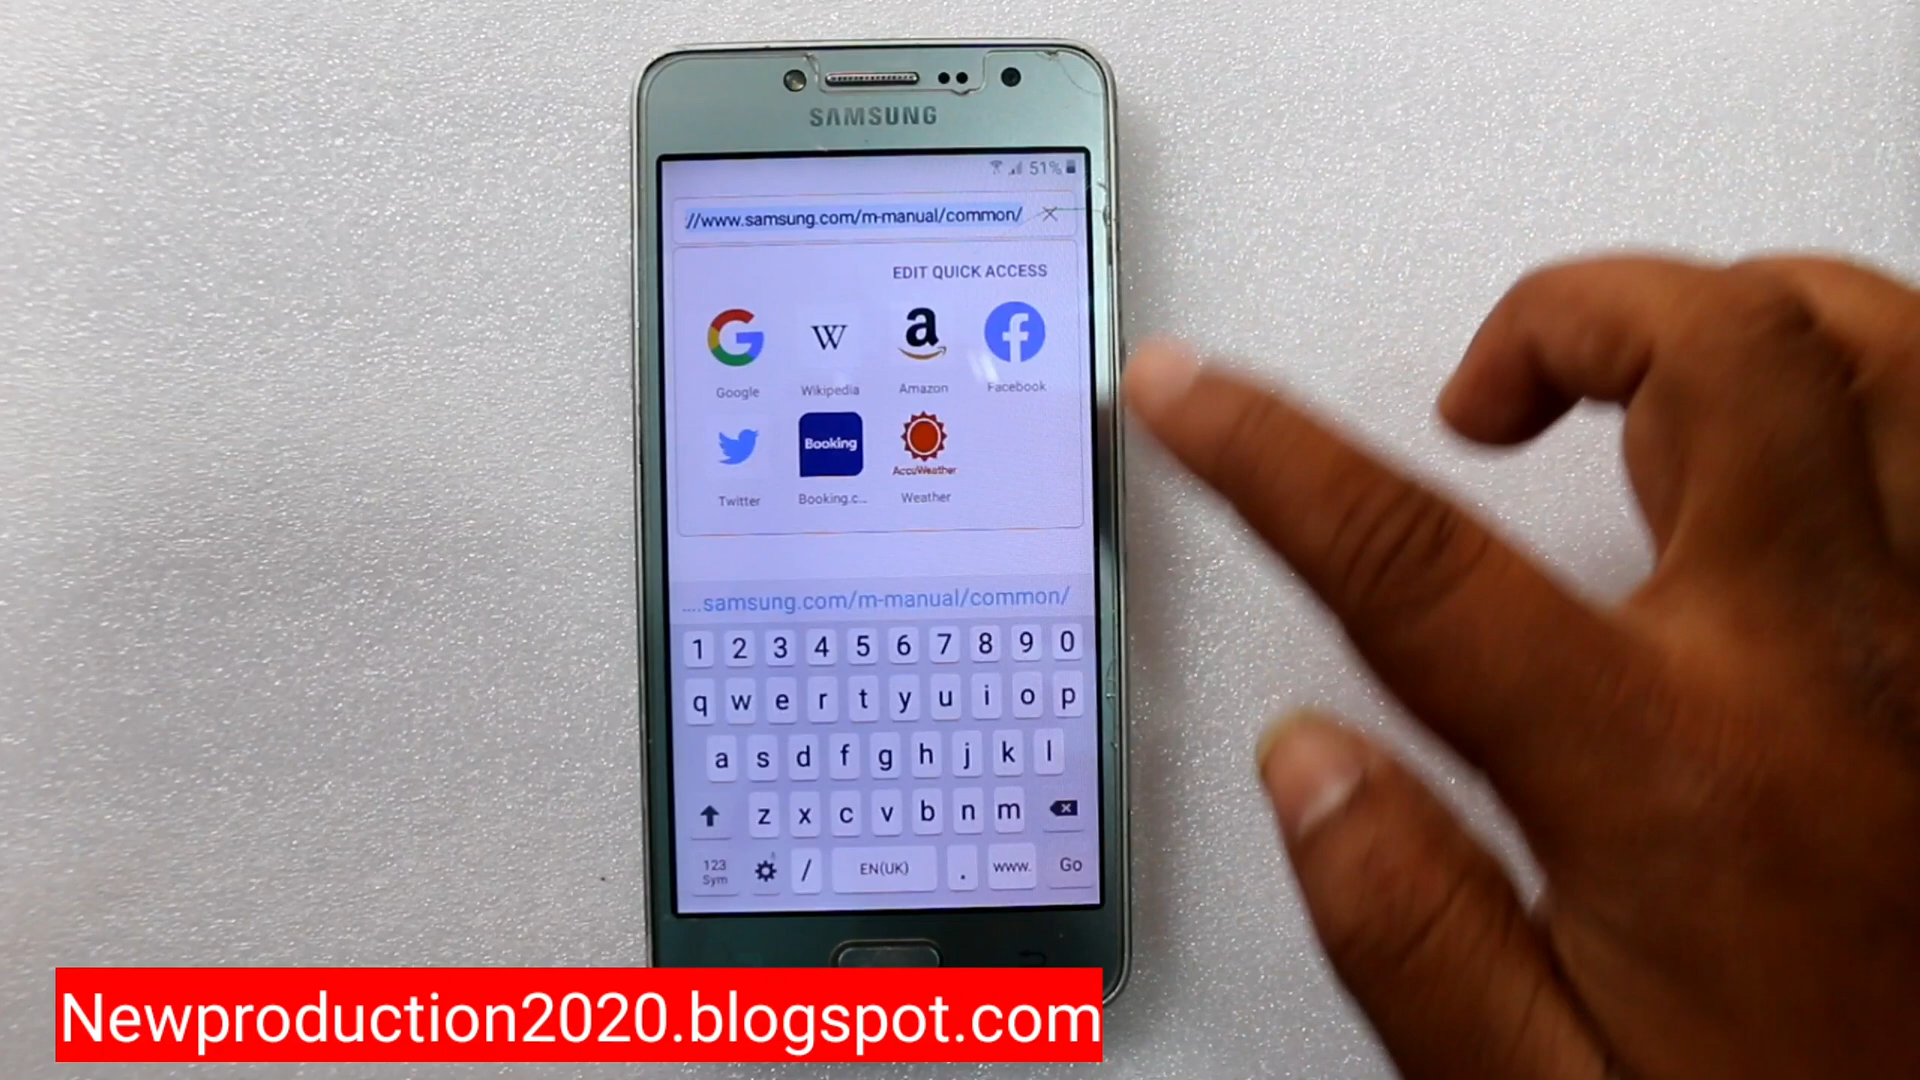 SAMSUNG
51%
//www.samsung.com/m-manual/common/
EDIT QUICK ACCESS
G W a f
Google Wikipedia Amazon Facebook
Booking AccuWeather
Twitter Booking.c... Weather
....samsung.com/m-manual/common/
1 2 3 4 5 6 7 8 9 0
q w e r t y u i o p
a s d f g h j k l
z x c v b n m
123 Sym / EN(UK) . www. Go
Newproduction2020.blogspot.com